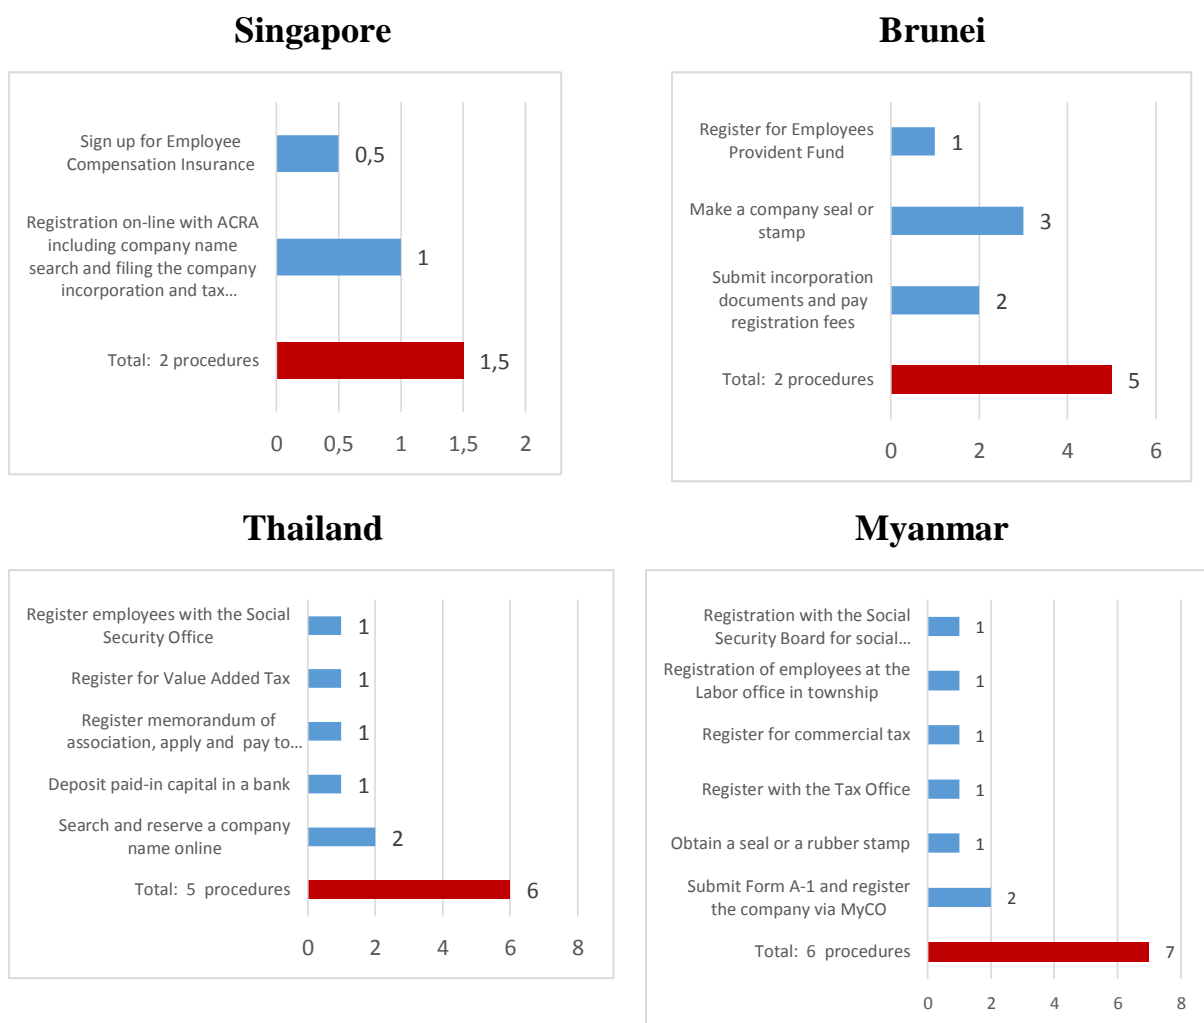 Singapore
Sign up for Employee
Compensation Insurance
0,5
Registration on-line with ACRA
including company name
search and filing the company
incorporation and tax…
1
Total:  2 procedures
1,5
0 0,5 1 1,5 2
Brunei
Register for Employees
Provident Fund
1
Make a company seal or
stamp
3
Submit incorporation
documents and pay
registration fees
2
Total:  2 procedures
5
0 2 4 6
Thailand
Register employees with the Social
Security Office
1
Register for Value Added Tax
1
Register memorandum of
association, apply and  pay to…
1
Deposit paid-in capital in a bank
1
Search and reserve a company
name online
2
Total:  5  procedures
6
0 2 4 6 8
Myanmar
Registration with the Social
Security Board for social…
1
Registration of employees at the
Labor office in township
1
Register for commercial tax
1
Register with the Tax Office
1
Obtain a seal or a rubber stamp
1
Submit Form A-1 and register
the company via MyCO
2
Total:  6  procedures
7
0 2 4 6 8